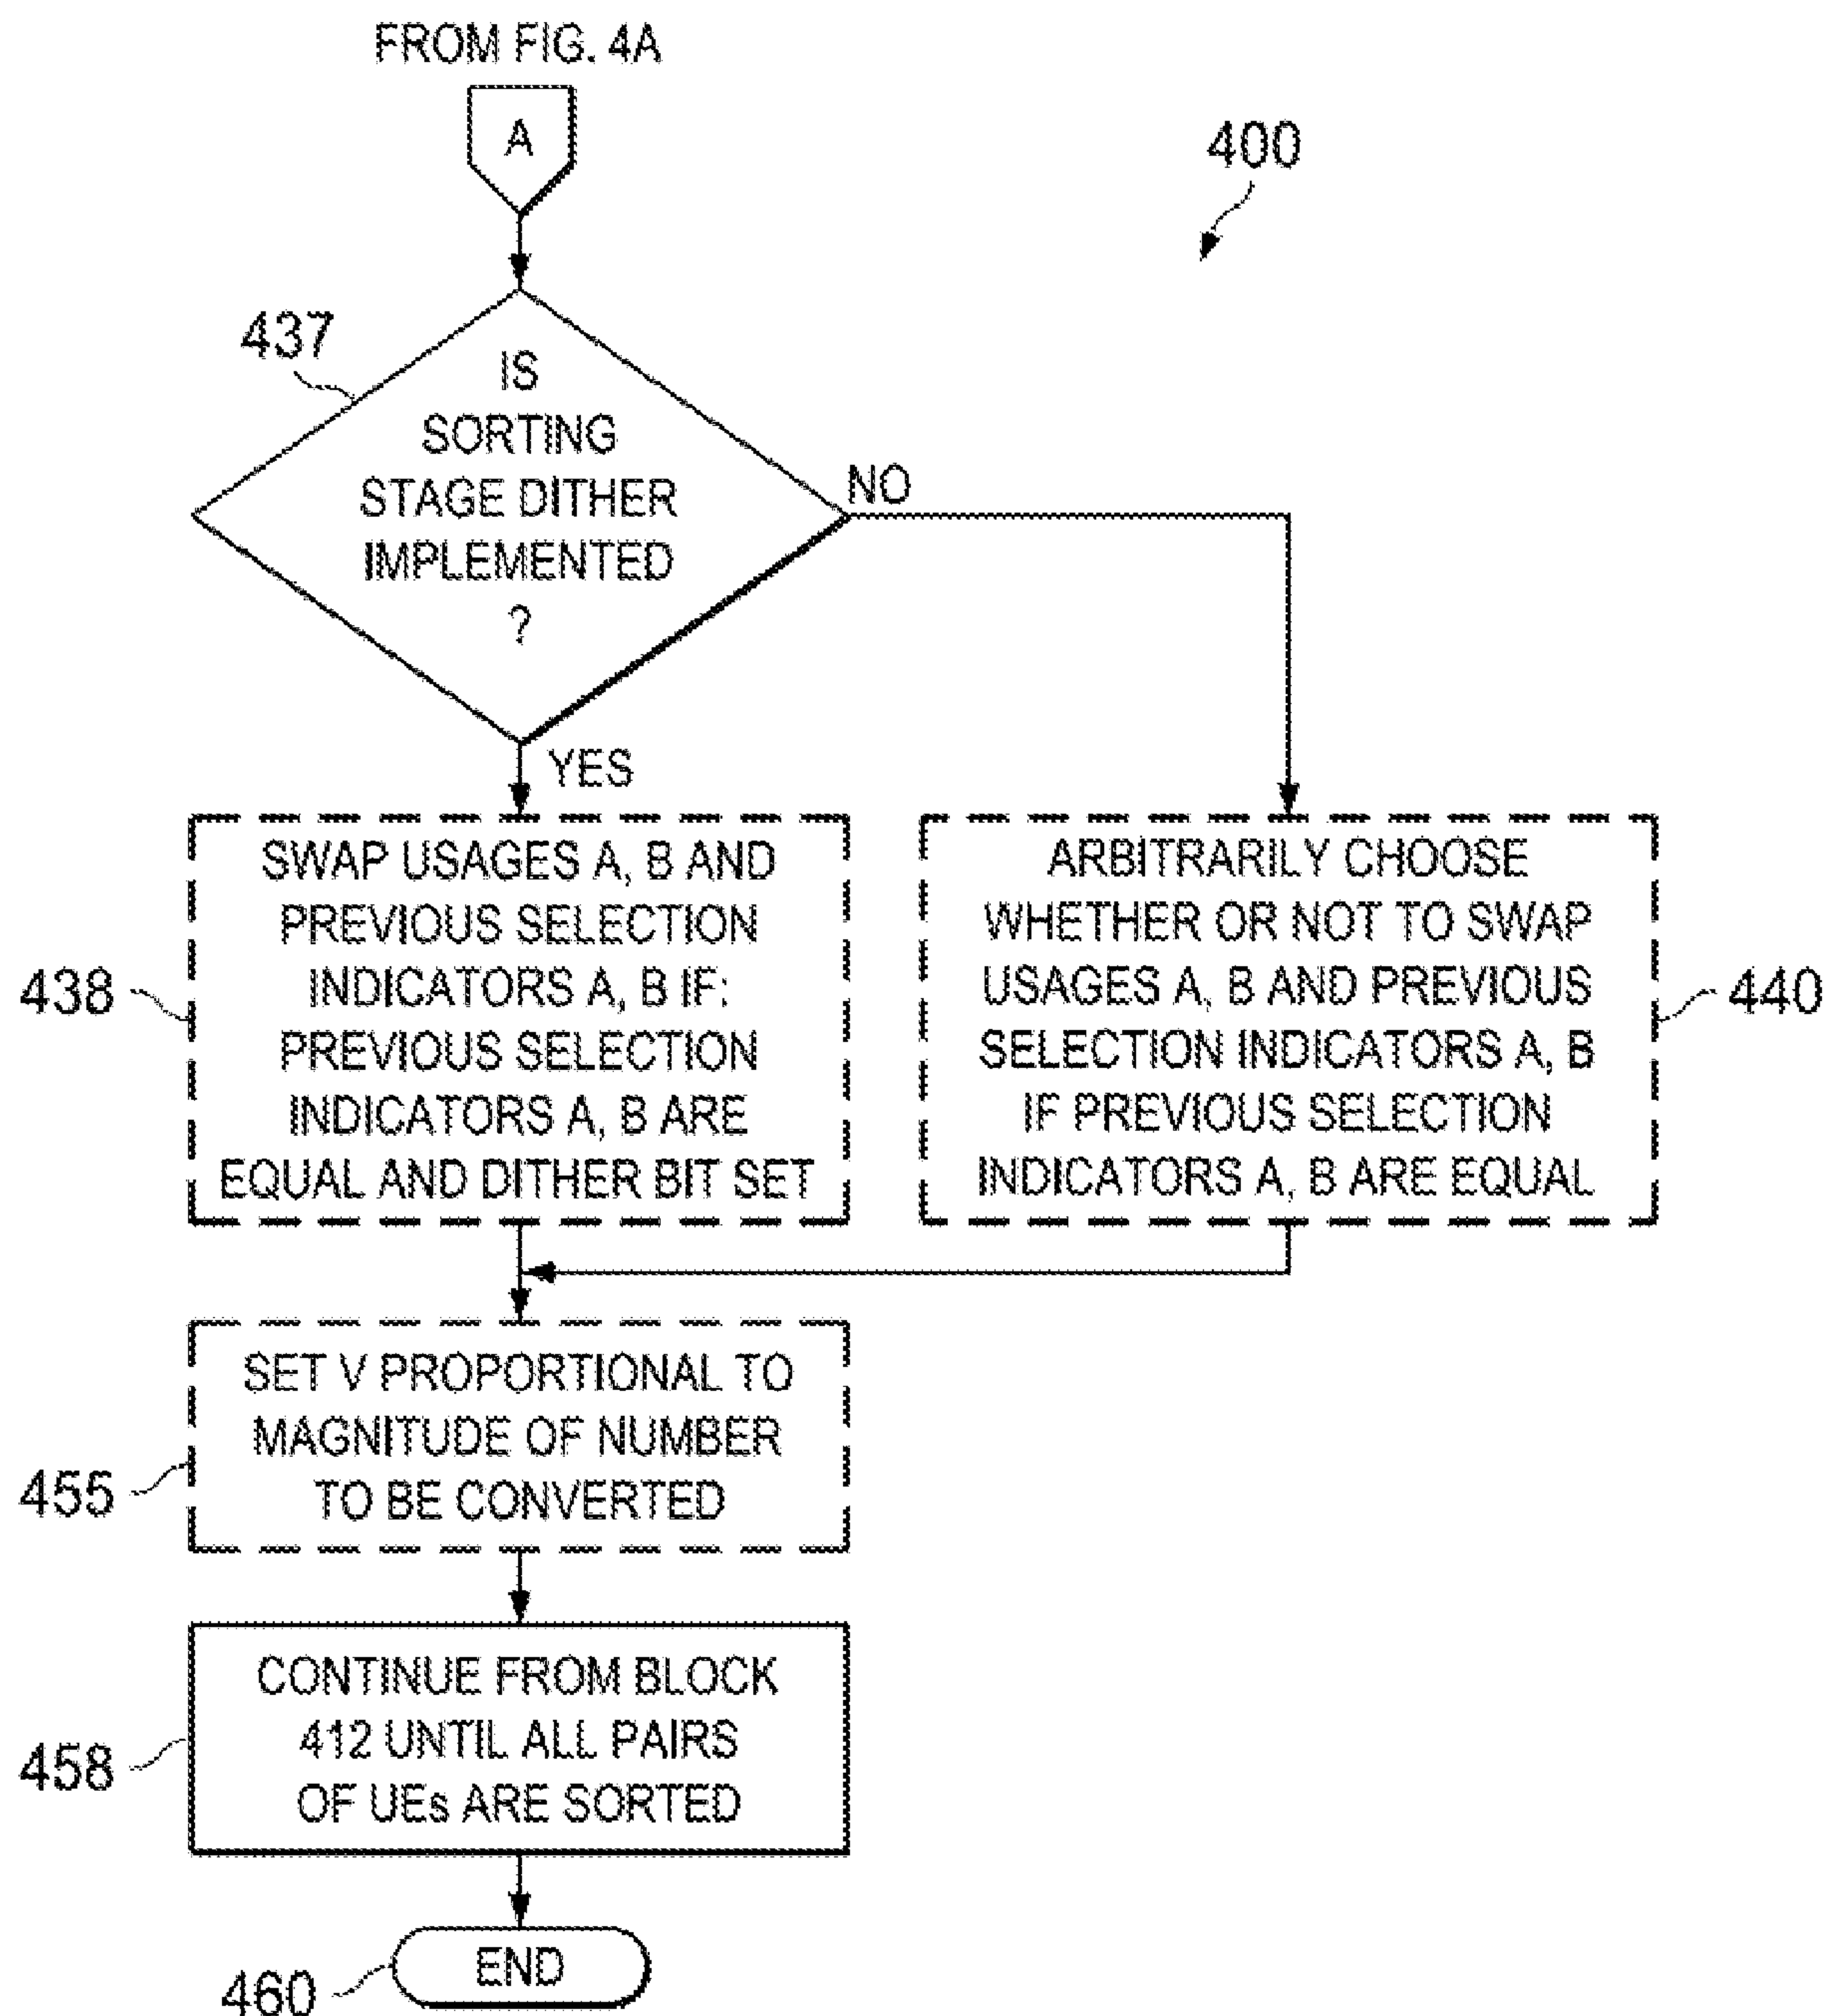 FROM FIG. 4A
A
400
437
IS
SORTING
STAGE DITHER
IMPLEMENTED
?
NO
YES
438
SWAP USAGES A, B AND
PREVIOUS SELECTION
INDICATORS A, B IF:
PREVIOUS SELECTION
INDICATORS A, B ARE
EQUAL AND DITHER BIT SET
ARBITRARILY CHOOSE
WHETHER OR NOT TO SWAP
USAGES A, B AND PREVIOUS
SELECTION INDICATORS A, B
IF PREVIOUS SELECTION
INDICATORS A, B ARE EQUAL
440
455
SET V PROPORTIONAL TO
MAGNITUDE OF NUMBER
TO BE CONVERTED
458
CONTINUE FROM BLOCK
412 UNTIL ALL PAIRS
OF UEs ARE SORTED
460
END